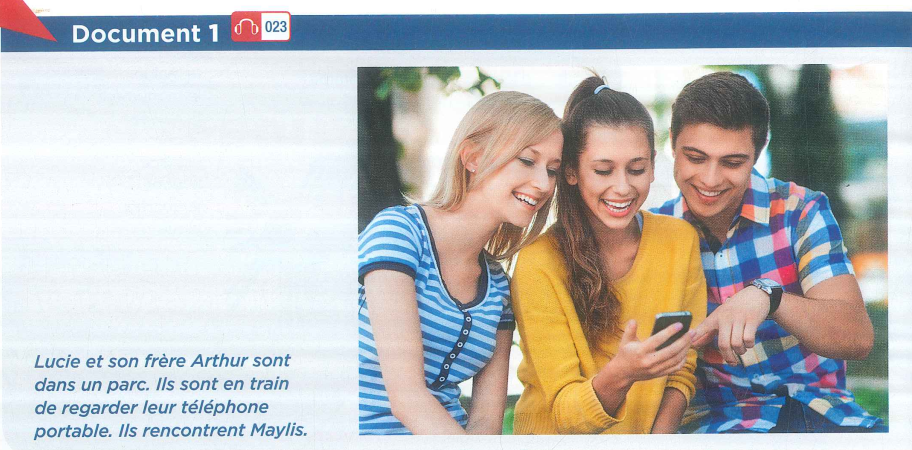 Document 1 023
Lucie et son frère Arthur sont
dans un parc. Ils sont en train
de regarder leur téléphone
portable. Ils rencontrent Maylis.